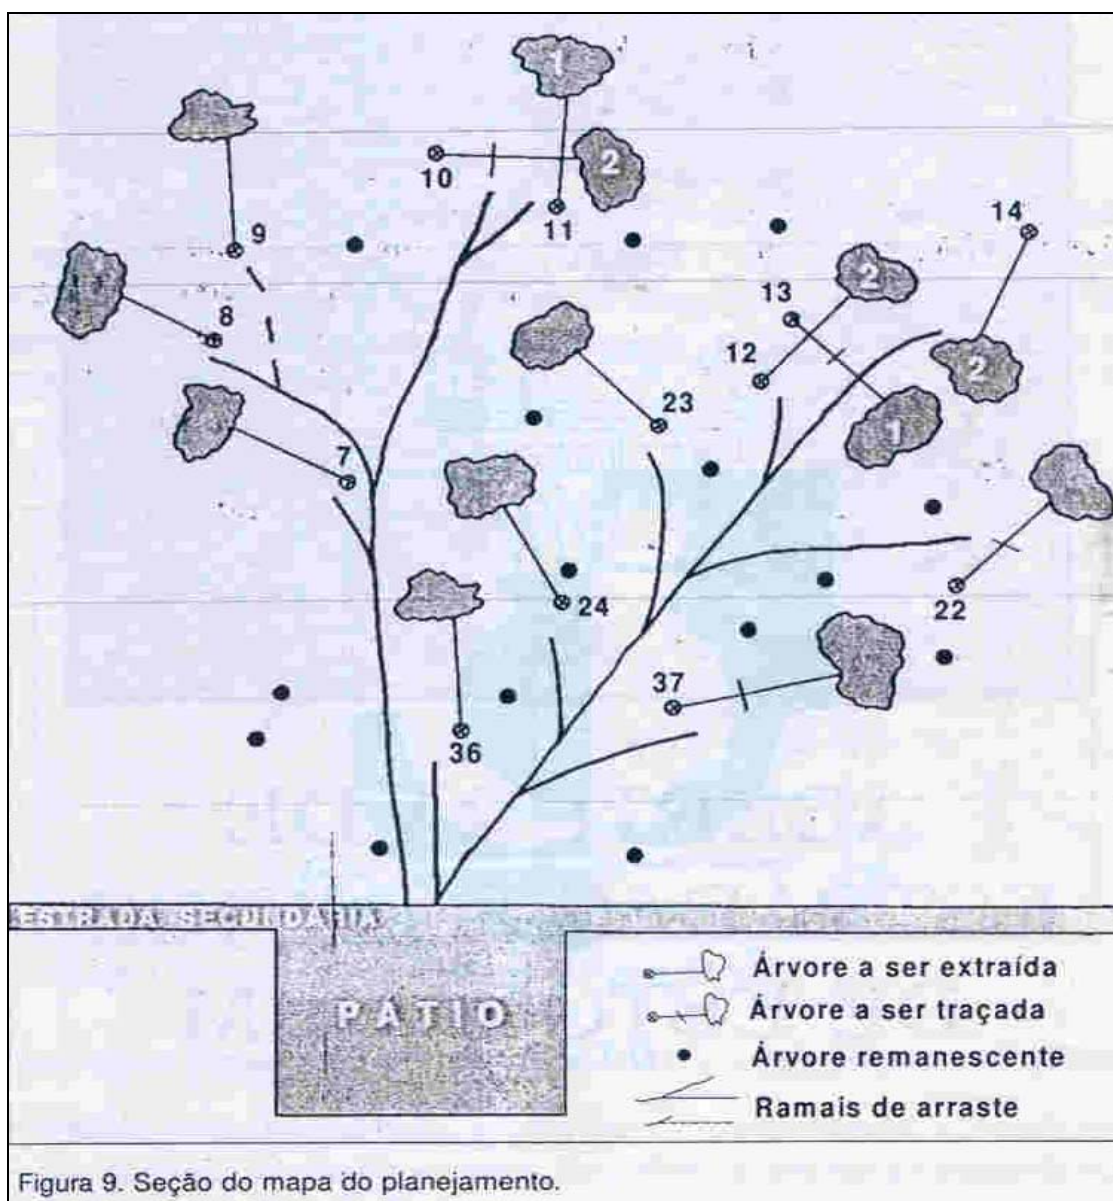 1
10
2
11
9
14
1
8
13
2
12
2
23
1
7
24
22
37
36
ESTRADA SECUNDÁRIA
PÁTIO
Árvore a ser extraída
Árvore a ser traçada
Árvore remanescente
Ramais de arraste
Figura 9. Seção do mapa do planejamento.